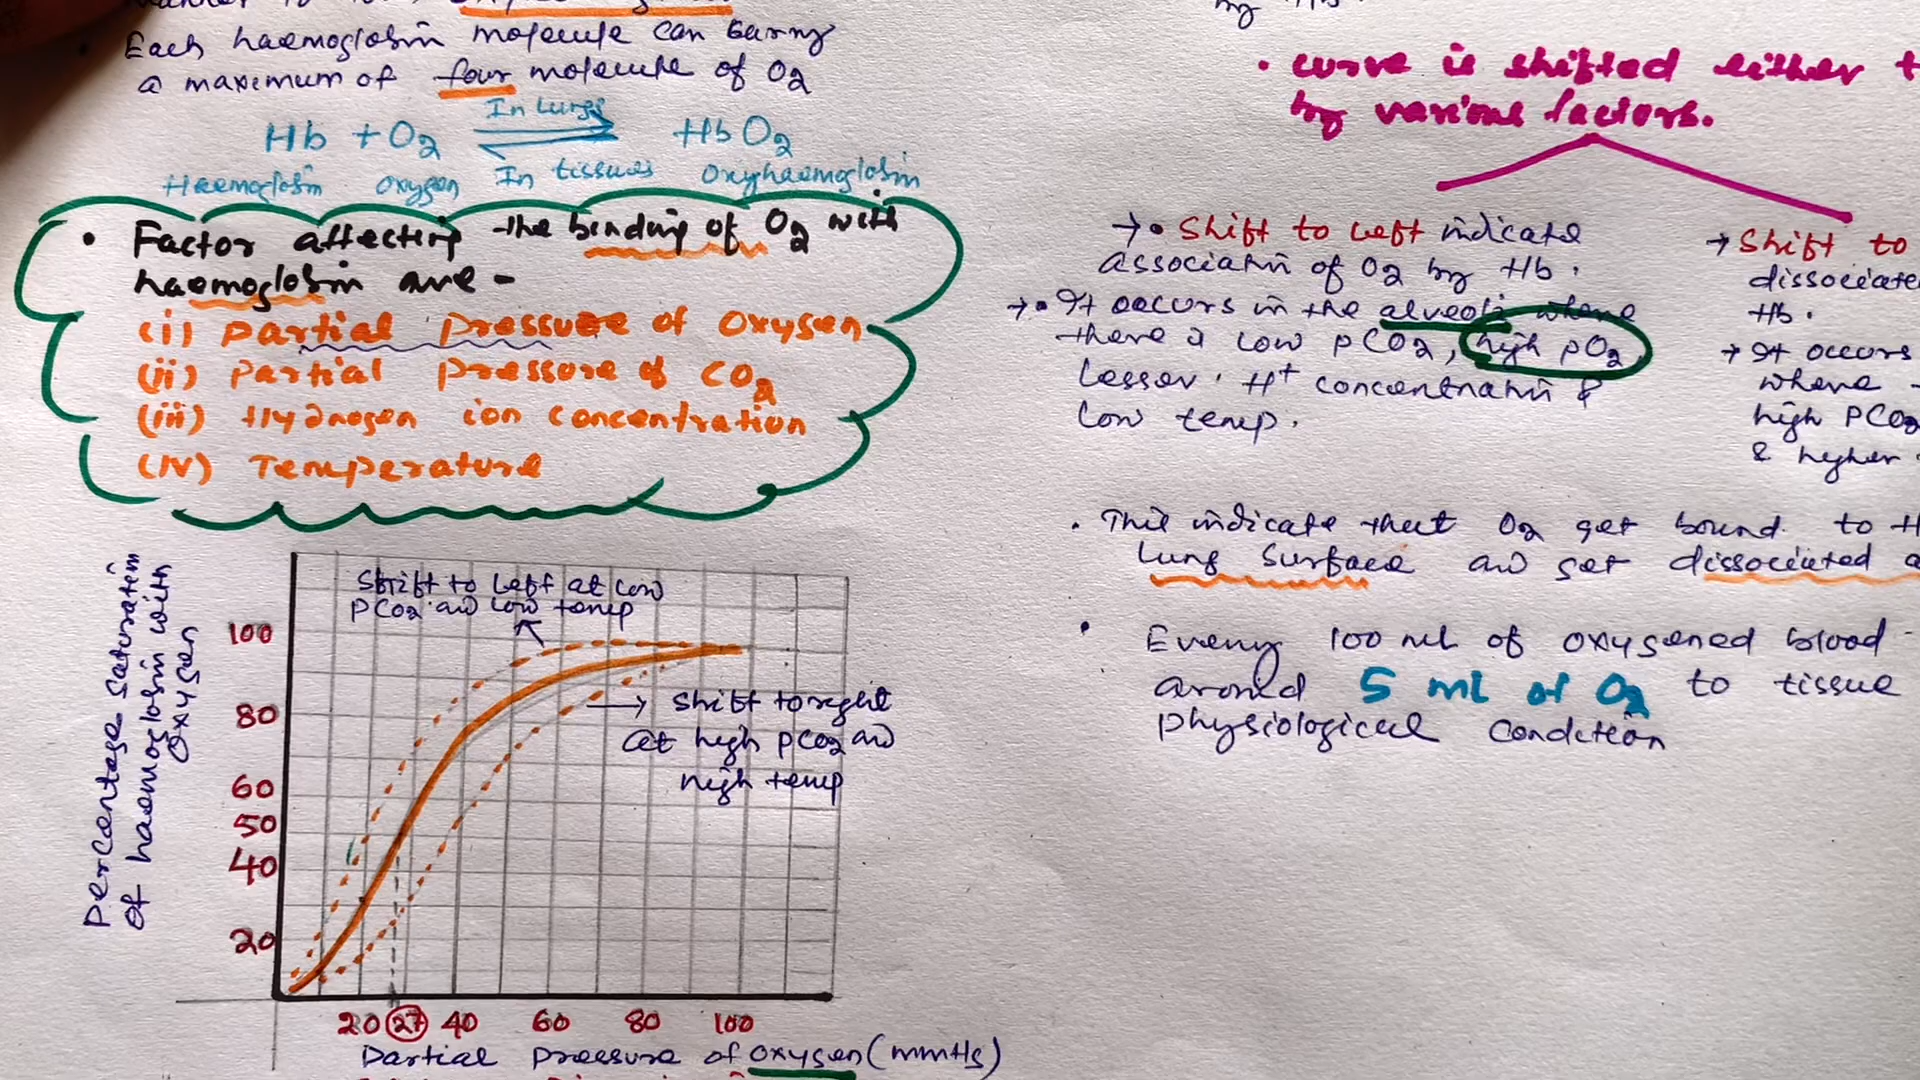 • Each haemoglobin molecule can carry
a maximum of four molecule of O2
In Lungs
Hb + O2 ⇌ HbO2
In tissues
Haemoglobin oxygen Oxyhaemoglobin
• Factor affecting the binding of O2 with
haemoglobin are -
(i) Partial pressure of Oxygen
(ii) Partial pressure of CO2
(iii) Hydrogen ion concentration
(iv) Temperature
Percentage saturation
of haemoglobin with
oxygen
Shift to Left at low
PCO2 and low temp
100
80
60
50
40
20
→ Shift to right
at high pCO2 and
high temp
20 27 40 60 80 100
Partial pressure of oxygen (mmHg)
by
• curve is shifted either
by various factors.
→• Shift to Left indicate
association of O2 by Hb.
→• It occurs in the alveoli where
there is low pCO2, high pO2
Lesser H+ concentration &
Low temp.
→ Shift to
dissociate
Hb.
→ It occurs
where
high PCO2
& higher
• This indicate that O2 get bound to
Lung Surface and get dissociated
• Every 100 ml of oxygened blood
around 5 ml of O2 to tissue
physiological condition